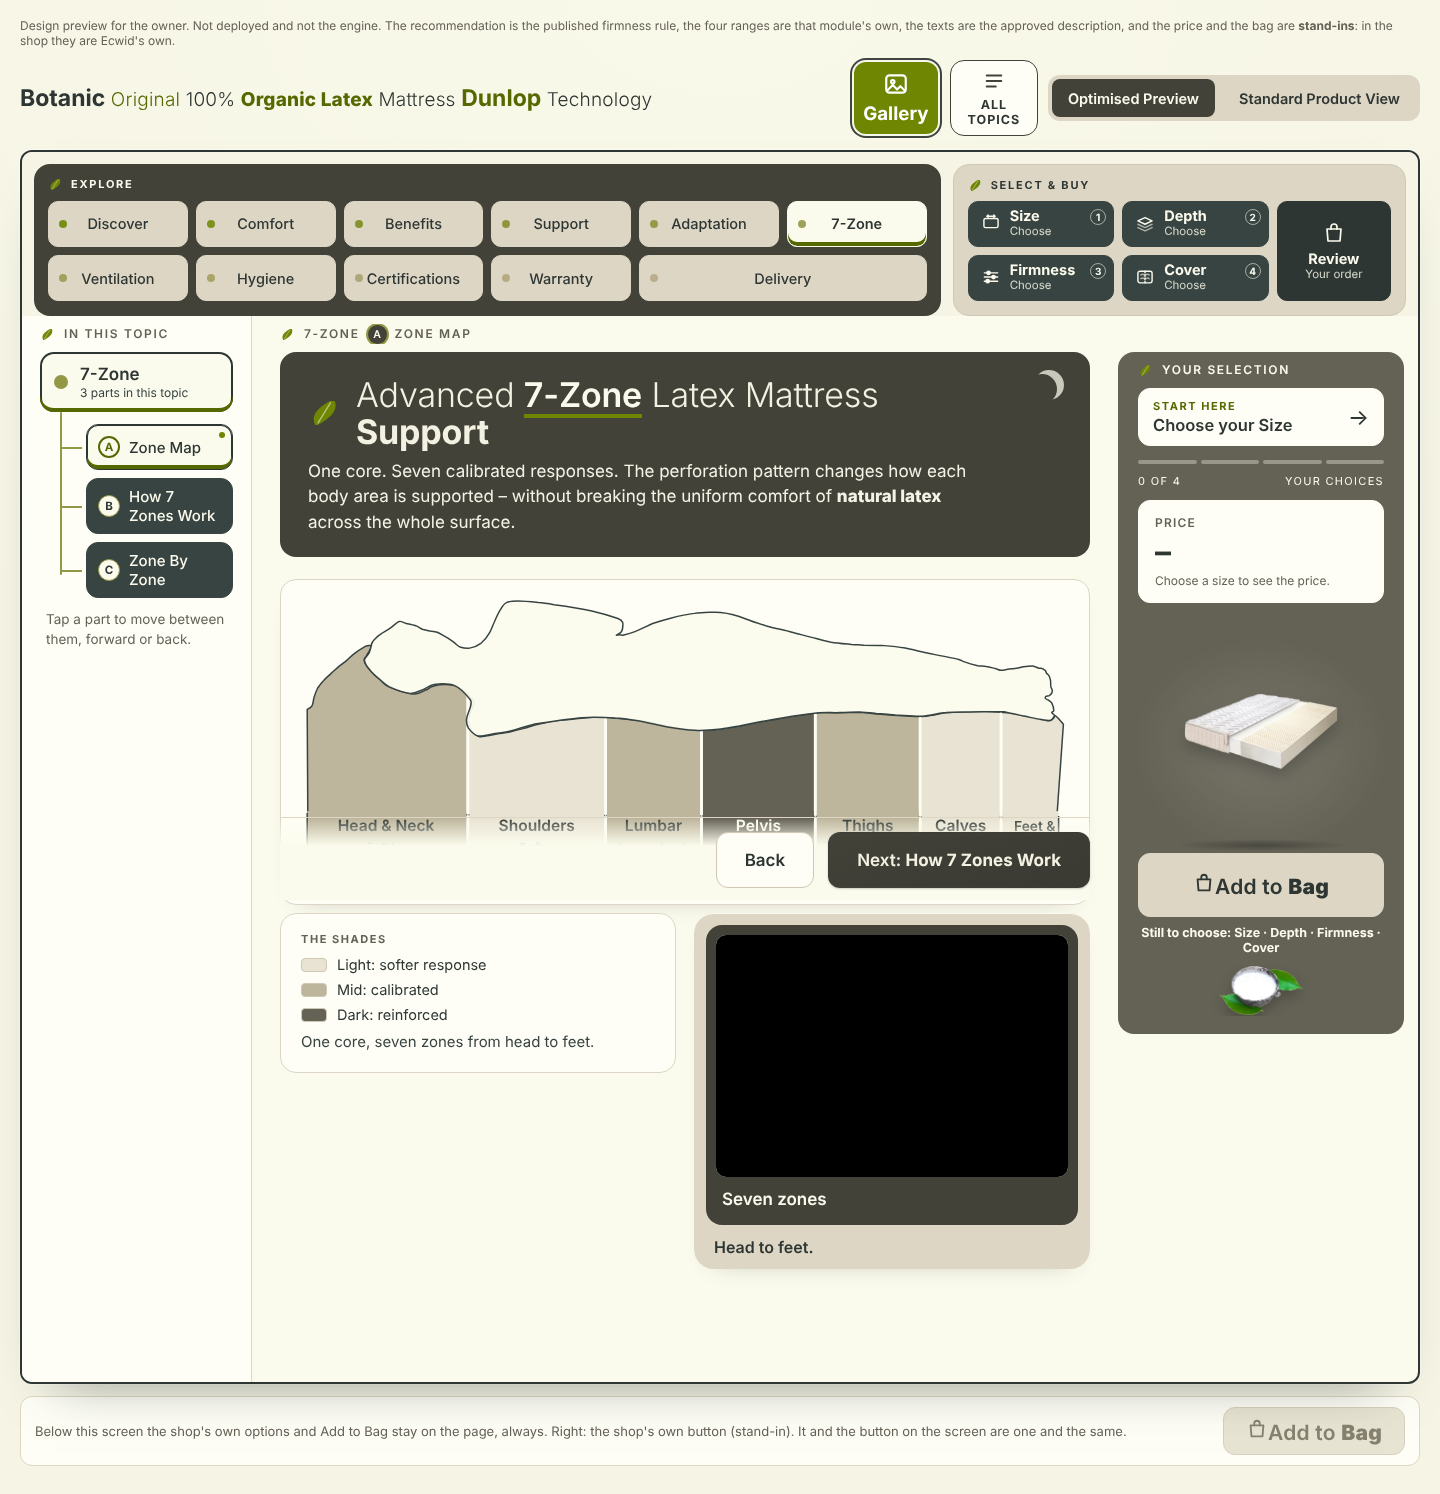 Design preview for the owner. Not deployed and not the engine. The recommendation is the published firmness rule, the four ranges are that module's own, the texts are the approved description, and the price and the bag are stand-ins: in the
shop they are Ecwid's own.
Botanic Original 100% Organic Latex Mattress Dunlop Technology
Gallery
ALL
TOPICS
Optimised Preview
Standard Product View
EXPLORE
Discover
Comfort
Benefits
Support
Adaptation
7-Zone
Ventilation
Hygiene
Certifications
Warranty
Delivery
SELECT & BUY
Size
Choose
1
Depth
Choose
2
Firmness
Choose
3
Cover
Choose
4
Review
Your order
IN THIS TOPIC
7-Zone
3 parts in this topic
A Zone Map
B How 7
Zones Work
C Zone By
Zone
Tap a part to move between
them, forward or back.
7-ZONE A ZONE MAP
Advanced 7-Zone Latex Mattress
Support
One core. Seven calibrated responses. The perforation pattern changes how each
body area is supported – without breaking the uniform comfort of natural latex
across the whole surface.
Head & Neck
Shoulders
Lumbar
Pelvis
Thighs
Calves
Feet &
Back
Next: How 7 Zones Work
THE SHADES
Light: softer response
Mid: calibrated
Dark: reinforced
One core, seven zones from head to feet.
Seven zones
Head to feet.
YOUR SELECTION
START HERE
Choose your Size
0 OF 4
YOUR CHOICES
PRICE
–
Choose a size to see the price.
Add to Bag
Still to choose: Size · Depth · Firmness ·
Cover
Below this screen the shop's own options and Add to Bag stay on the page, always. Right: the shop's own button (stand-in). It and the button on the screen are one and the same.
Add to Bag